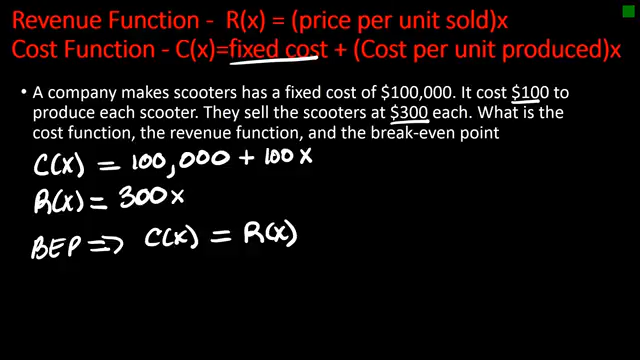 Revenue Function - R(x) = (price per unit sold)x
Cost Function - C(x)=fixed cost + (Cost per unit produced)x
• A company makes scooters has a fixed cost of $100,000. It cost $100 to
produce each scooter. They sell the scooters at $300 each. What is the
cost function, the revenue function, and the break-even point
C(x) = 100,000 + 100x
R(x) = 300x
BEP => C(x) = R(x)